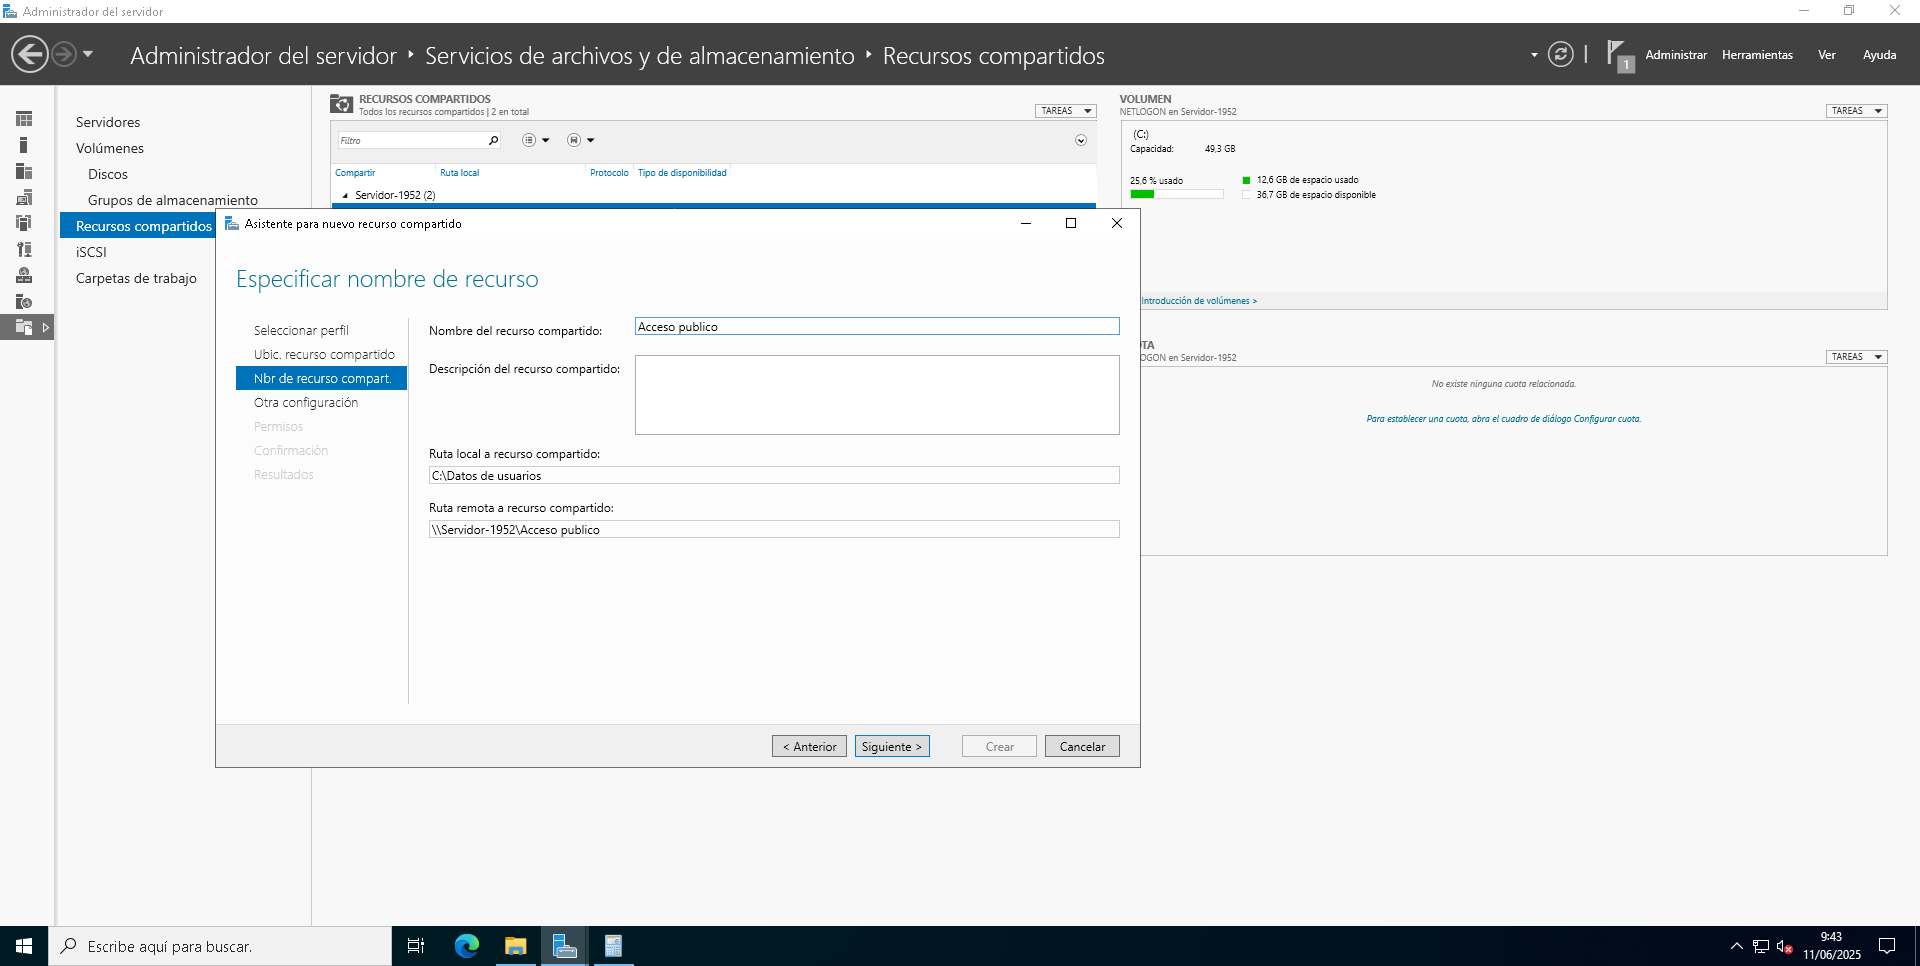 Administrador del servidor
Administrador del servidor ‣ Servicios de archivos y de almacenamiento ‣ Recursos compartidos
1
Administrar
Herramientas
Ver
Ayuda
Servidores
Volúmenes
Discos
Grupos de almacenamiento
Recursos compartidos
iSCSI
Carpetas de trabajo
RECURSOS COMPARTIDOS
Todos los recursos compartidos | 2 en total
TAREAS
Filtro
Compartir
Ruta local
Protocolo
Tipo de disponibilidad
Servidor-1952 (2)
VOLUMEN
NETLOGON en Servidor-1952
TAREAS
(C:)
Capacidad:
49,3 GB
25,6 % usado
12,6 GB de espacio usado
36,7 GB de espacio disponible
Introducción de volúmenes >
OTA
LOGON en Servidor-1952
TAREAS
No existe ninguna cuota relacionada.
Para establecer una cuota, abra el cuadro de diálogo Configurar cuota.
Asistente para nuevo recurso compartido
Especificar nombre de recurso
Seleccionar perfil
Ubic. recurso compartido
Nbr de recurso compart.
Otra configuración
Permisos
Confirmación
Resultados
Nombre del recurso compartido:
Acceso publico
Descripción del recurso compartido:
Ruta local a recurso compartido:
C:\Datos de usuarios
Ruta remota a recurso compartido:
\\Servidor-1952\Acceso publico
< Anterior
Siguiente >
Crear
Cancelar
Escribe aquí para buscar.
9:43
11/06/2025